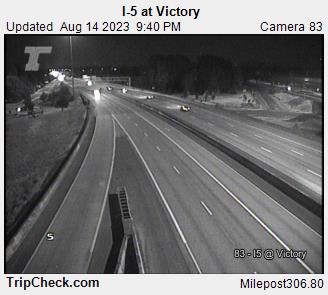 I-5 at Victory
Updated Aug 14 2023 9:40 PM Camera 83
T
5
83 - I5 @ Victory
TripCheck.com Milepost306.80